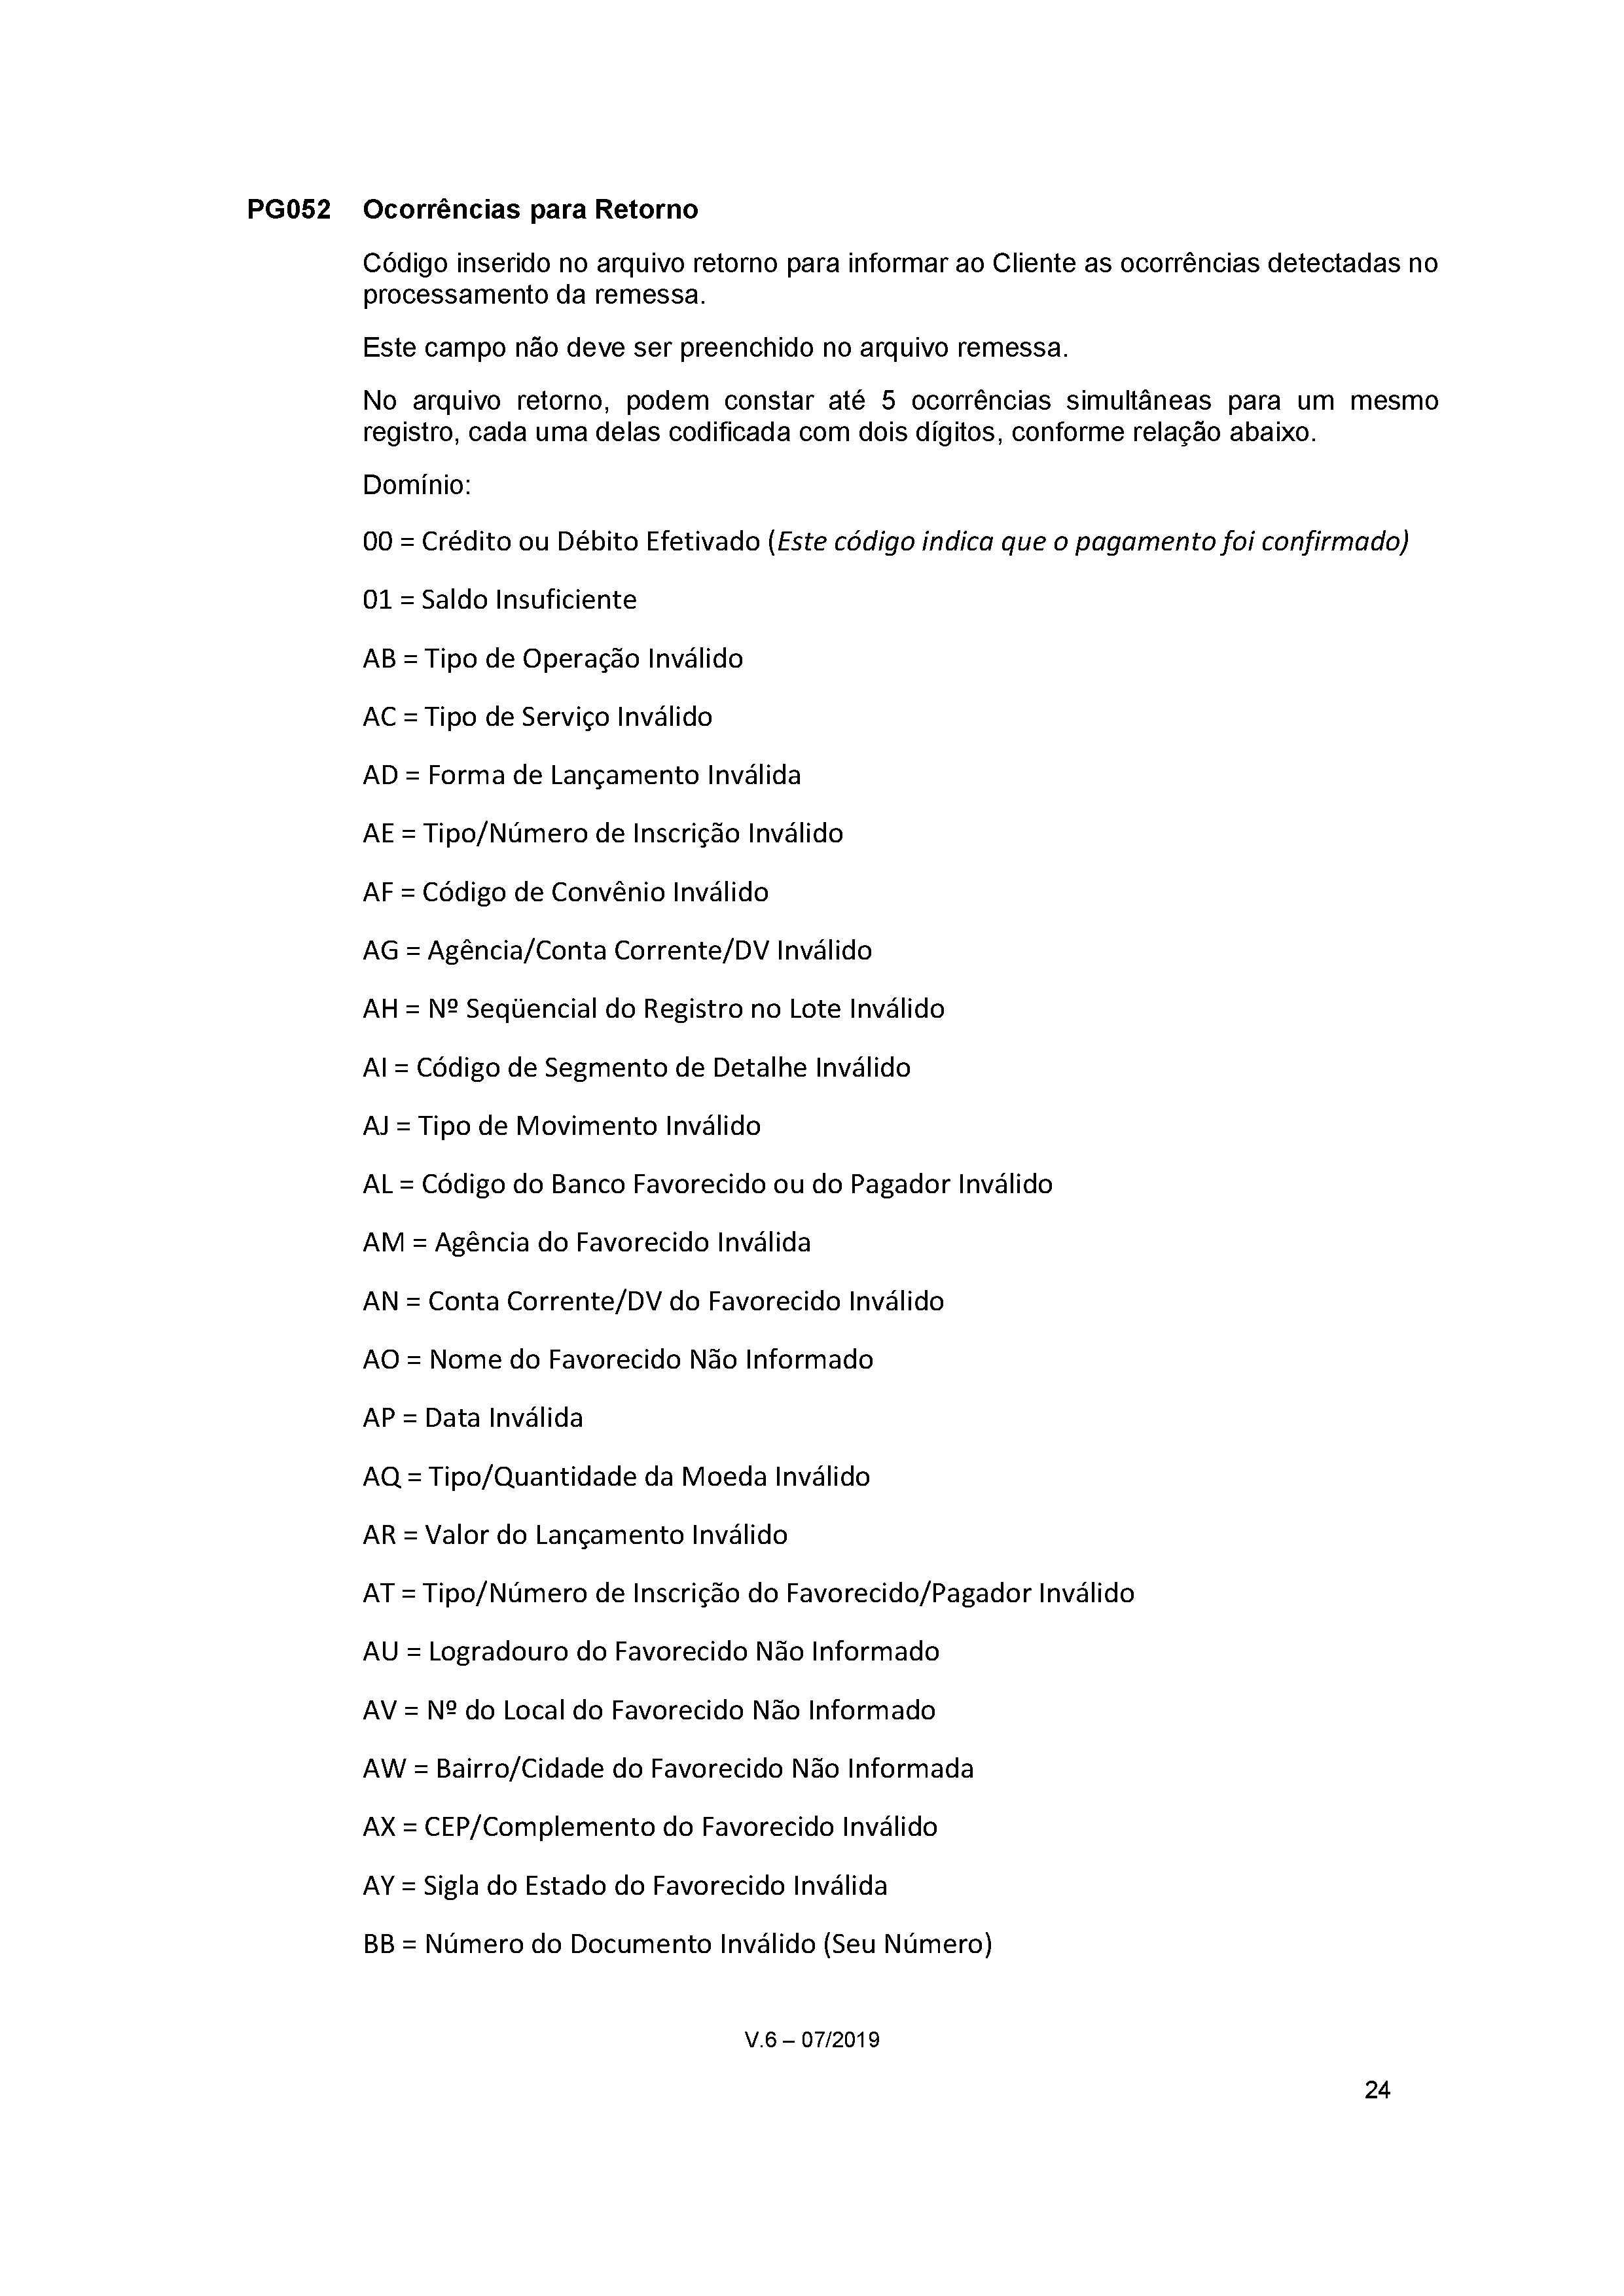 PG052 Ocorrências para Retorno
Código inserido no arquivo retorno para informar ao Cliente as ocorrências detectadas no
processamento da remessa.
Este campo não deve ser preenchido no arquivo remessa.
No arquivo retorno, podem constar até 5 ocorrências simultâneas para um mesmo
registro, cada uma delas codificada com dois dígitos, conforme relação abaixo.
Domínio:
00 = Crédito ou Débito Efetivado (Este código indica que o pagamento foi confirmado)
01 = Saldo Insuficiente
AB = Tipo de Operação Inválido
AC = Tipo de Serviço Inválido
AD = Forma de Lançamento Inválida
AE = Tipo/Número de Inscrição Inválido
AF = Código de Convênio Inválido
AG = Agência/Conta Corrente/DV Inválido
AH = Nº Seqüencial do Registro no Lote Inválido
AI = Código de Segmento de Detalhe Inválido
AJ = Tipo de Movimento Inválido
AL = Código do Banco Favorecido ou do Pagador Inválido
AM = Agência do Favorecido Inválida
AN = Conta Corrente/DV do Favorecido Inválido
AO = Nome do Favorecido Não Informado
AP = Data Inválida
AQ = Tipo/Quantidade da Moeda Inválido
AR = Valor do Lançamento Inválido
AT = Tipo/Número de Inscrição do Favorecido/Pagador Inválido
AU = Logradouro do Favorecido Não Informado
AV = Nº do Local do Favorecido Não Informado
AW = Bairro/Cidade do Favorecido Não Informada
AX = CEP/Complemento do Favorecido Inválido
AY = Sigla do Estado do Favorecido Inválida
BB = Número do Documento Inválido (Seu Número)
V.6 – 07/2019
24